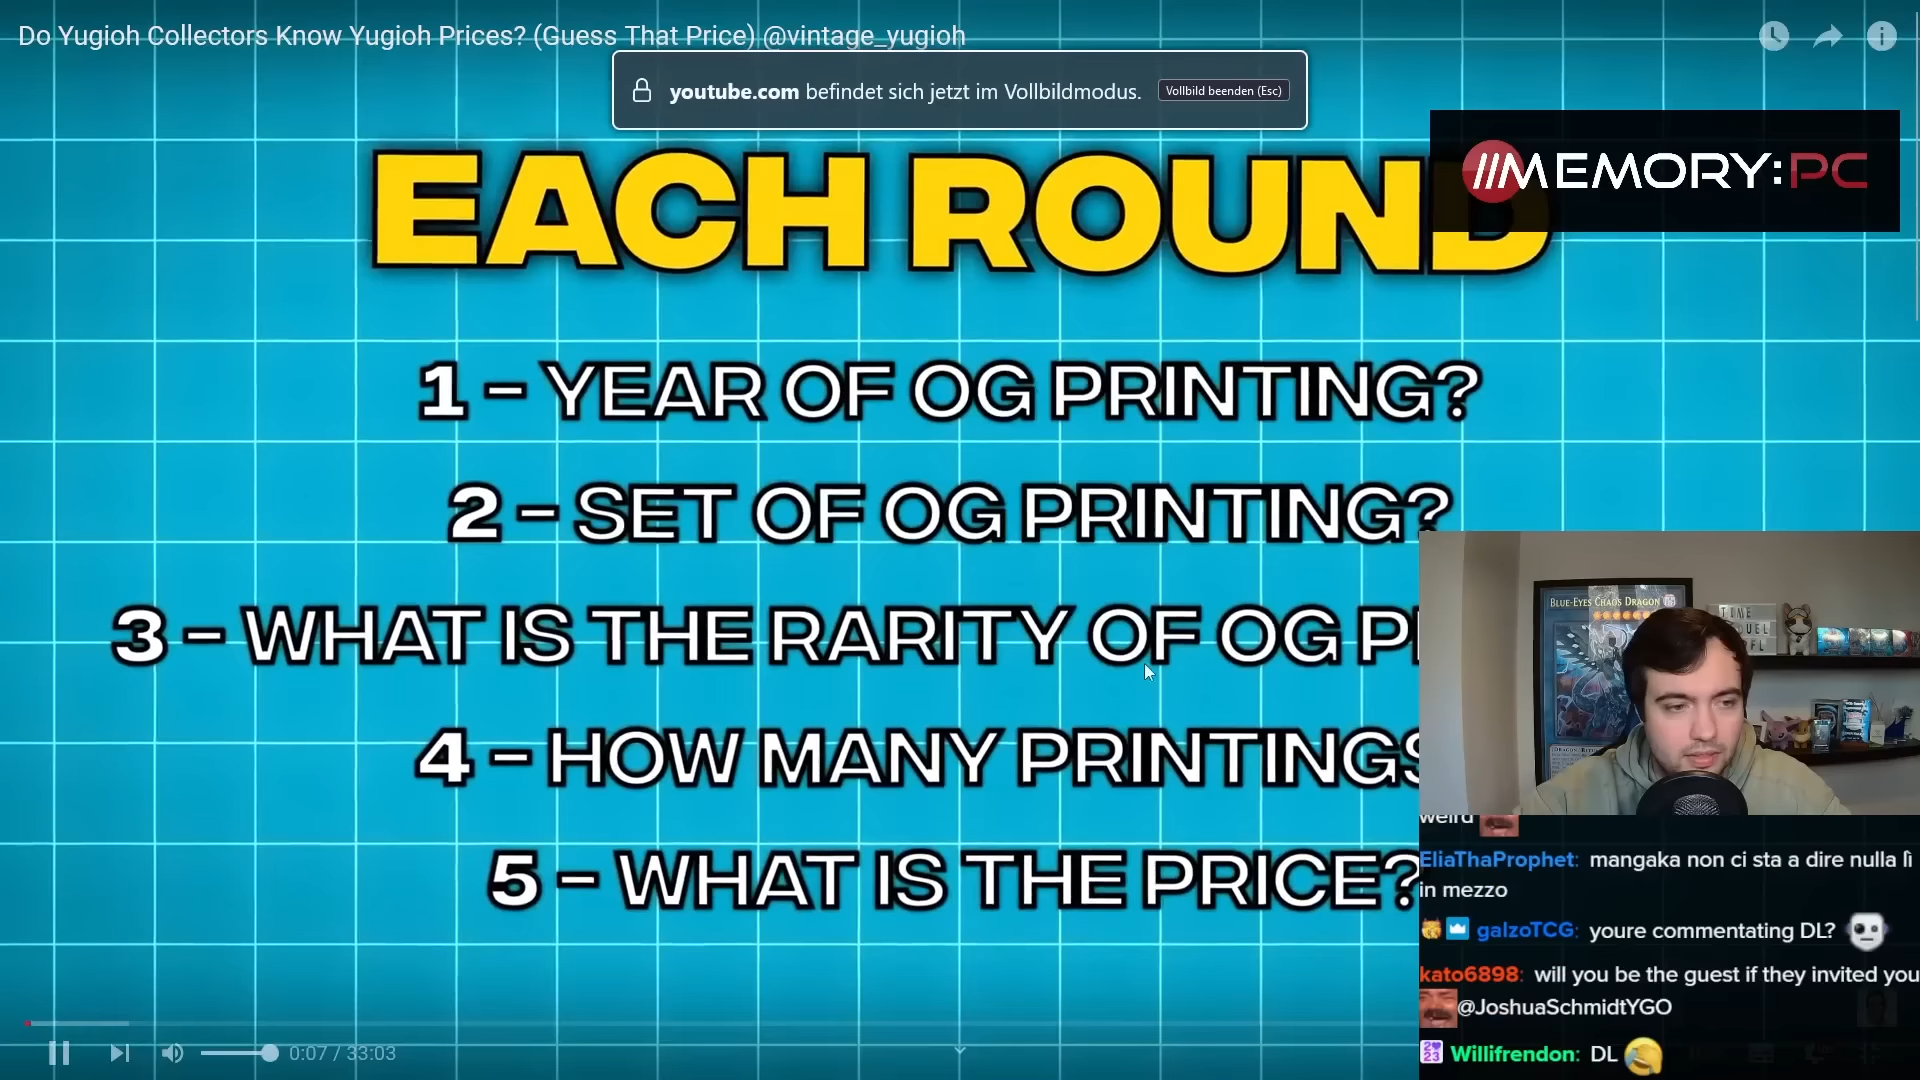 Do Yugioh Collectors Know Yugioh Prices? (Guess That Price) @vintage_yugioh
youtube.com befindet sich jetzt im Vollbildmodus. Vollbild beenden (Esc)
//MEMORY:PC
EACH ROUND
1 - YEAR OF OG PRINTING?
2 - SET OF OG PRINTING?
3 - WHAT IS THE RARITY OF OG
4 - HOW MANY PRINTINGS
5 - WHAT IS THE PRICE?
BLUE-EYES CHAOS DRAGON
weird
EliaThaProphet: mangaka non ci sta a dire nulla lì
in mezzo
galzoTCG: youre commentating DL?
kato6898: will you be the guest if they invited you
@JoshuaSchmidtYGO
2023 Willifrendon: DL
0:07 / 33:03